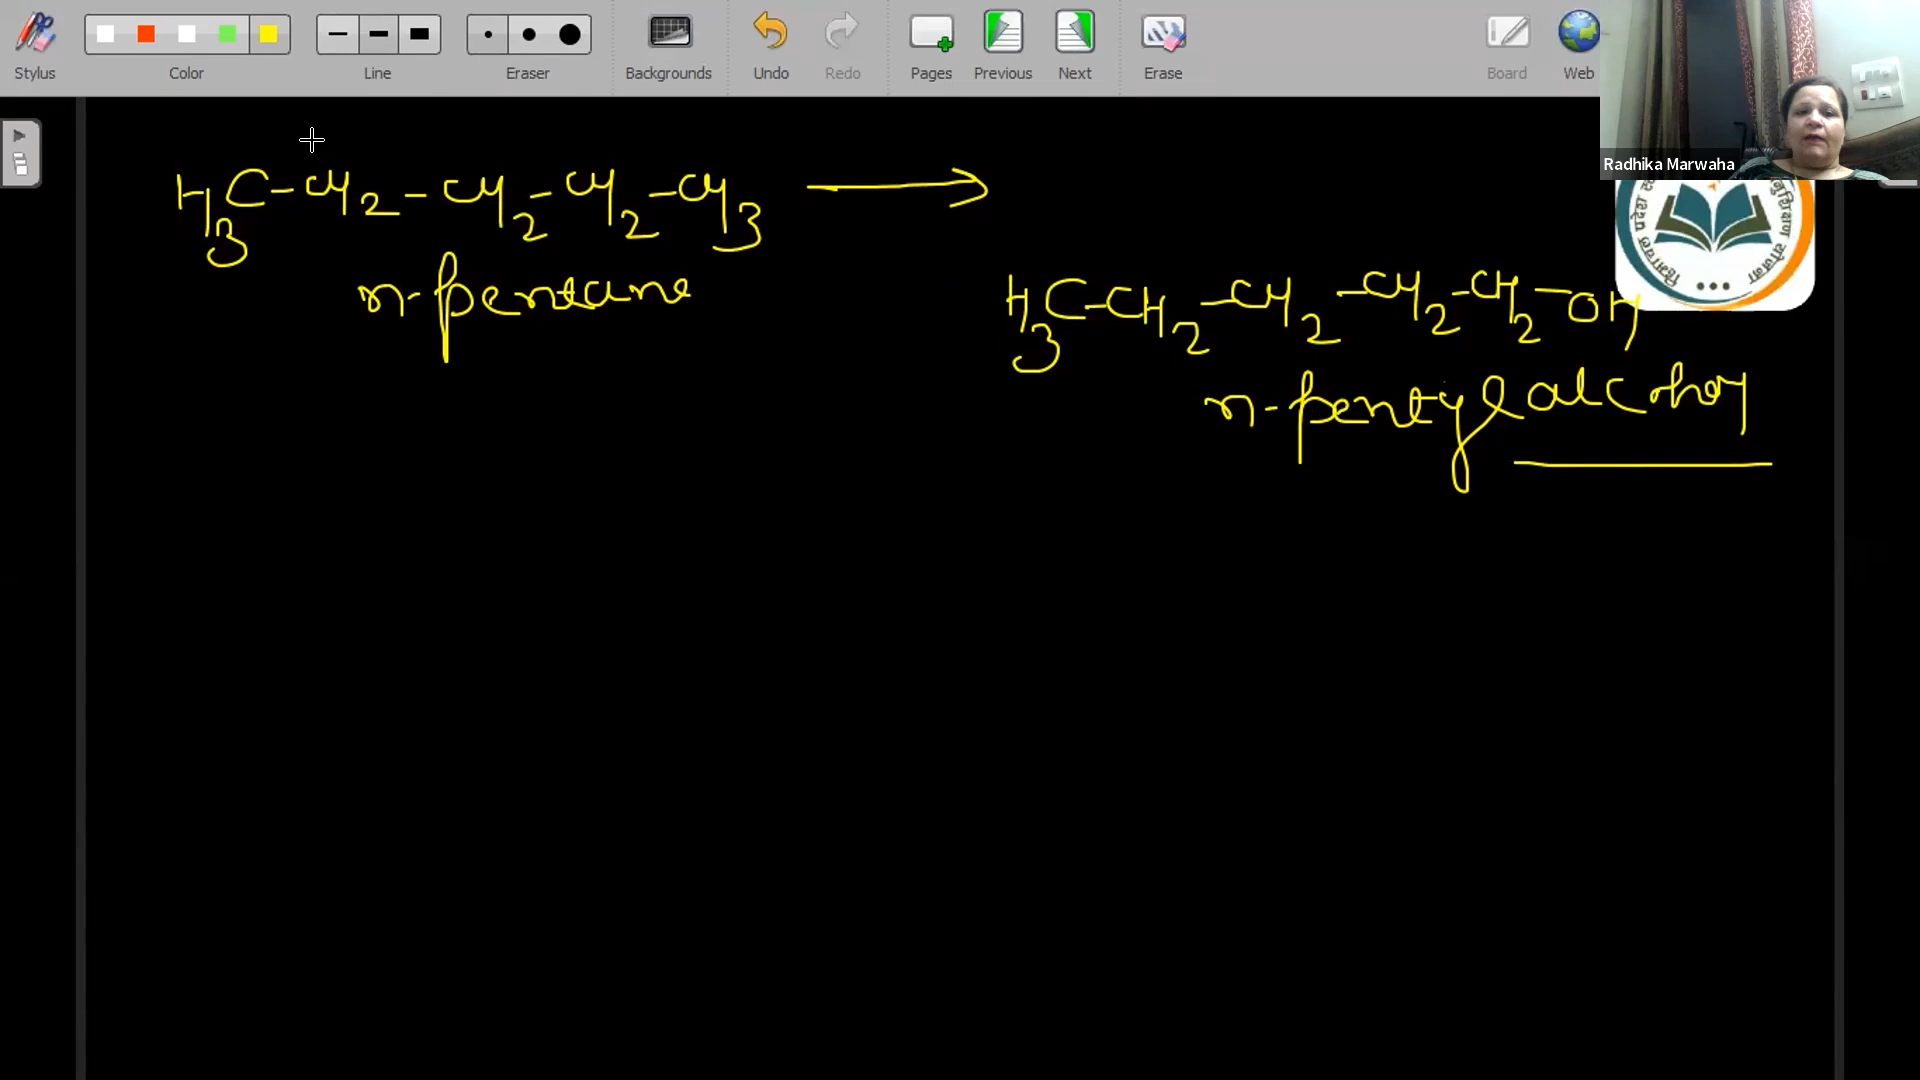 Stylus Color Line Eraser Backgrounds Undo Redo Pages Previous Next Erase Board Web
Radhika Marwaha
H3C-CH2-CH2-CH2-CH3 →
n-pentane
H3C-CH2-CH2-CH2-CH2-OH
n-pentyl alcohol